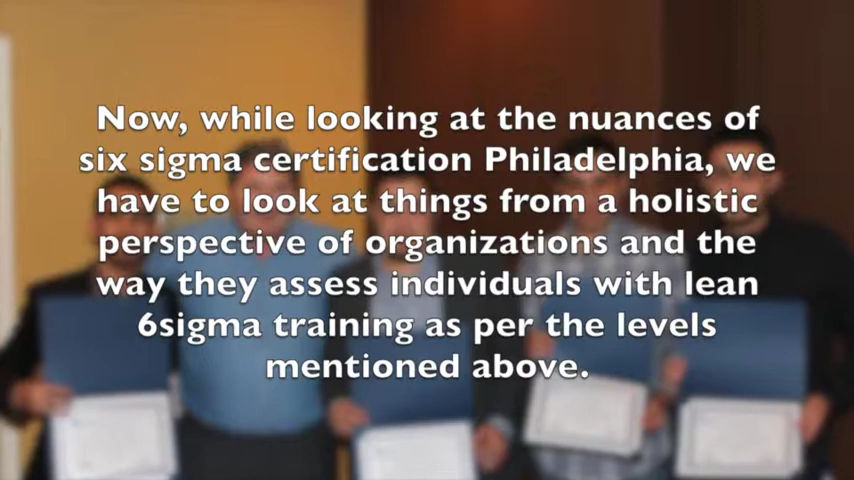 Now, while looking at the nuances of
six sigma certification Philadelphia, we
have to look at things from a holistic
perspective of organizations and the
way they assess individuals with lean
6sigma training as per the levels
mentioned above.